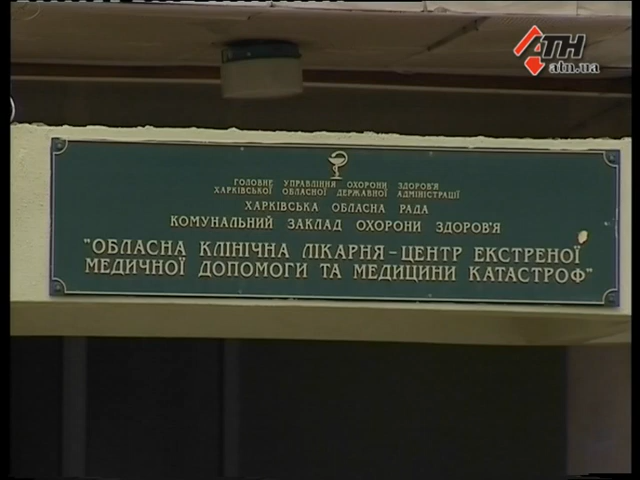 АТН
atn.ua
ГОЛОВНЕ УПРАВЛІННЯ ОХОРОНИ ЗДОРОВ'Я
ХАРКІВСЬКОЇ ОБЛАСНОЇ ДЕРЖАВНОЇ АДМІНІСТРАЦІЇ
ХАРКІВСЬКА ОБЛАСНА РАДА
КОМУНАЛЬНИЙ ЗАКЛАД ОХОРОНИ ЗДОРОВ'Я
"ОБЛАСНА КЛІНІЧНА ЛІКАРНЯ – ЦЕНТР ЕКСТРЕНОЇ
МЕДИЧНОЇ ДОПОМОГИ ТА МЕДИЦИНИ КАТАСТРОФ"